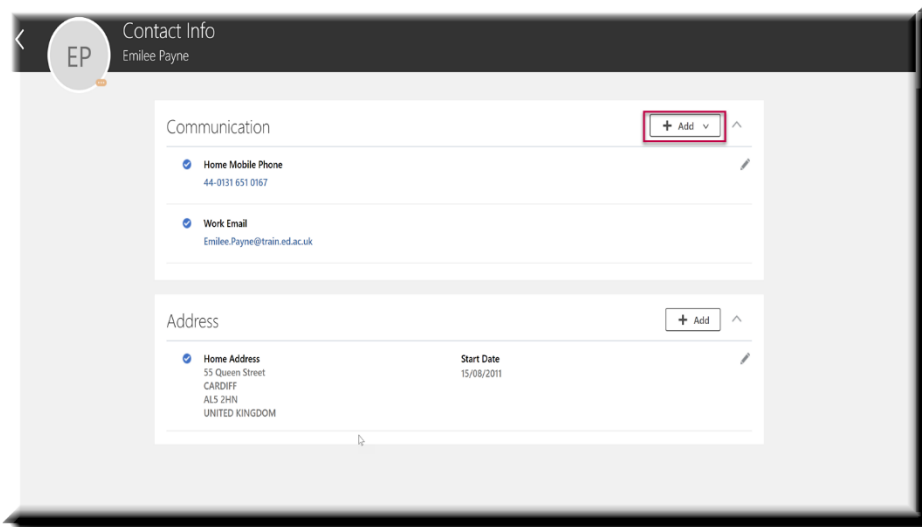 Contact Info
EP
Emilee Payne
Communication
+ Add
Home Mobile Phone
44-0131 651 0167
Work Email
Emilee.Payne@train.ed.ac.uk
Address
+ Add
Home Address
Start Date
55 Queen Street
15/08/2011
CARDIFF
AL5 2HN
UNITED KINGDOM